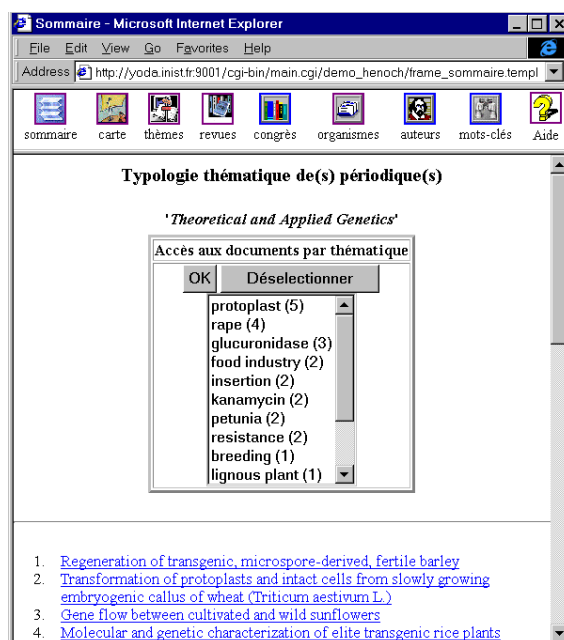 Sommaire - Microsoft Internet Explorer
File Edit View Go Favorites Help
Address http://yoda.inist.fr:9001/cgi-bin/main.cgi/demo_henoch/frame_sommaire.templ
sommaire carte thèmes revues congrès organismes auteurs mots-clés Aide
Typologie thématique de(s) périodique(s)
'Theoretical and Applied Genetics'
Accès aux documents par thématique
OK Déselectionner
protoplast (5)
rape (4)
glucuronidase (3)
food industry (2)
insertion (2)
kanamycin (2)
petunia (2)
resistance (2)
breeding (1)
lignous plant (1)
1. Regeneration of transgenic, microspore-derived, fertile barley
2. Transformation of protoplasts and intact cells from slowly growing
embryogenic callus of wheat (Triticum aestivum L.)
3. Gene flow between cultivated and wild sunflowers
4. Molecular and genetic characterization of elite transgenic rice plants